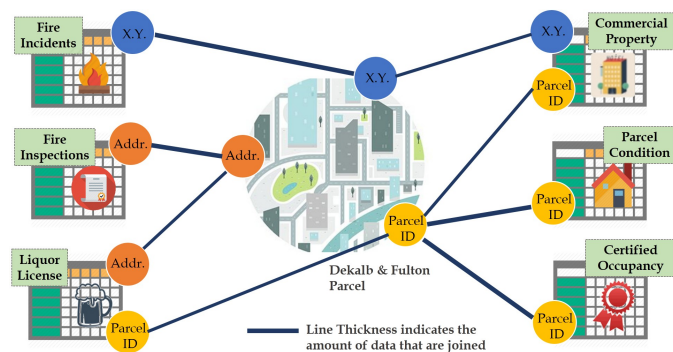 Fire
Incidents
X.Y.
X.Y.
Commercial
Property
X.Y.
Parcel
ID
Fire
Inspections
Addr.
Addr.
Parcel
Condition
Parcel
ID
Parcel
ID
Liquor
License
Addr.
Parcel
ID
Dekalb & Fulton
Parcel
Certified
Occupancy
Parcel
ID
Line Thickness indicates the
amount of data that are joined